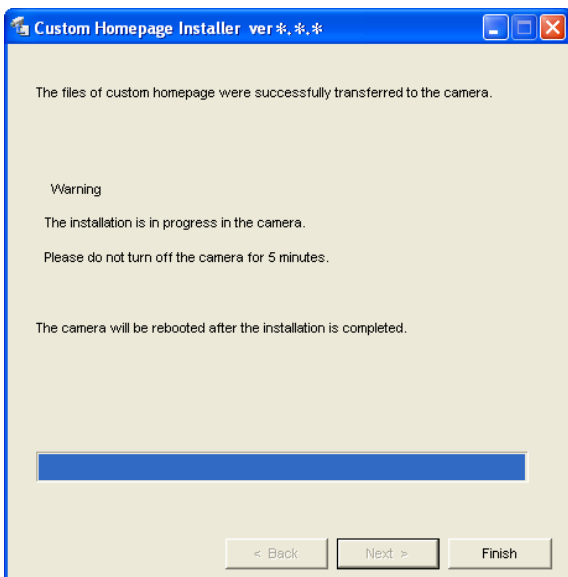 Custom Homepage Installer ver*.*.*
The files of custom homepage were successfully transferred to the camera.
Warning
The installation is in progress in the camera.
Please do not turn off the camera for 5 minutes.
The camera will be rebooted after the installation is completed.
< Back Next > Finish